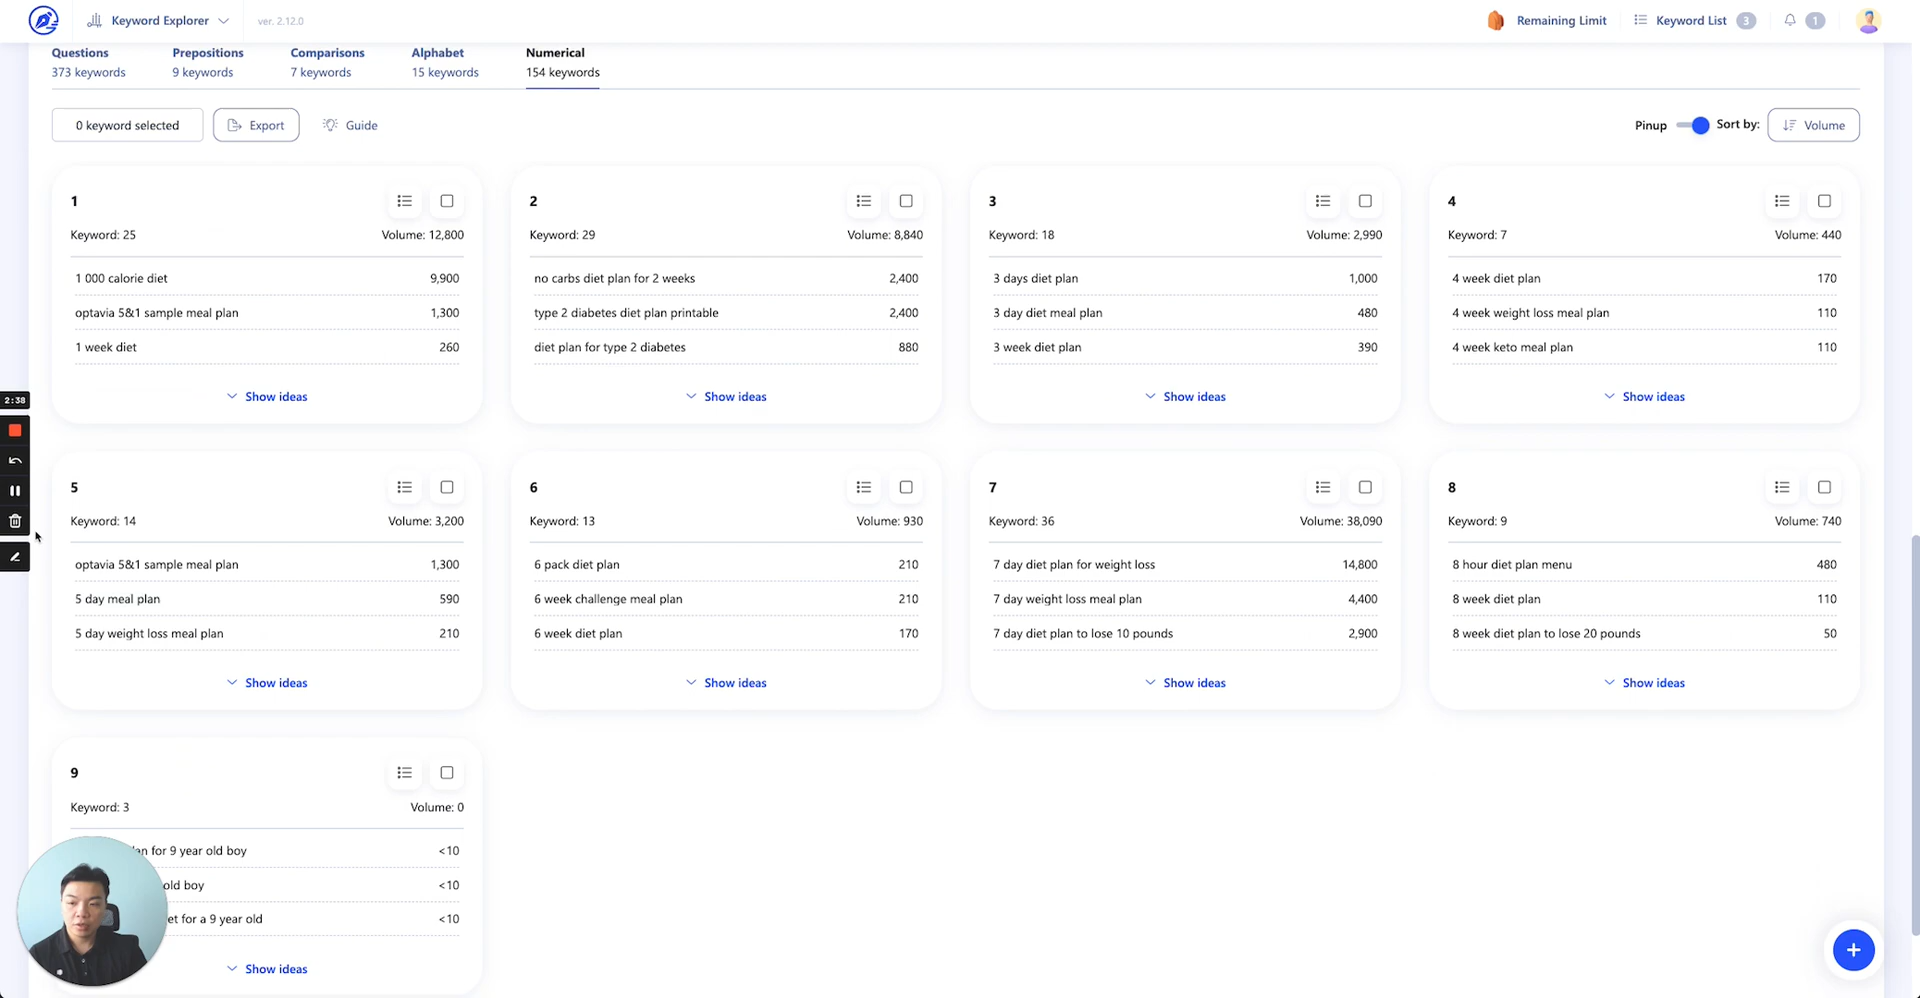 Keyword Explorer
ver. 2.12.0
Remaining Limit
Keyword List 3
1
Questions
373 keywords
Prepositions
9 keywords
Comparisons
7 keywords
Alphabet
15 keywords
Numerical
154 keywords
0 keyword selected
Export
Guide
Pinup
Sort by:
Volume
1
Keyword: 25 Volume: 12,800
1 000 calorie diet 9,900
optavia 5&1 sample meal plan 1,300
1 week diet 260
Show ideas
2
Keyword: 29 Volume: 8,840
no carbs diet plan for 2 weeks 2,400
type 2 diabetes diet plan printable 2,400
diet plan for type 2 diabetes 880
Show ideas
3
Keyword: 18 Volume: 2,990
3 days diet plan 1,000
3 day diet meal plan 480
3 week diet plan 390
Show ideas
4
Keyword: 7 Volume: 440
4 week diet plan 170
4 week weight loss meal plan 110
4 week keto meal plan 110
Show ideas
2:38
5
Keyword: 14 Volume: 3,200
optavia 5&1 sample meal plan 1,300
5 day meal plan 590
5 day weight loss meal plan 210
Show ideas
6
Keyword: 13 Volume: 930
6 pack diet plan 210
6 week challenge meal plan 210
6 week diet plan 170
Show ideas
7
Keyword: 36 Volume: 38,090
7 day diet plan for weight loss 14,800
7 day weight loss meal plan 4,400
7 day diet plan to lose 10 pounds 2,900
Show ideas
8
Keyword: 9 Volume: 740
8 hour diet plan menu 480
8 week diet plan 110
8 week diet plan to lose 20 pounds 50
Show ideas
9
Keyword: 3 Volume: 0
for 9 year old boy <10
old boy <10
for a 9 year old <10
Show ideas